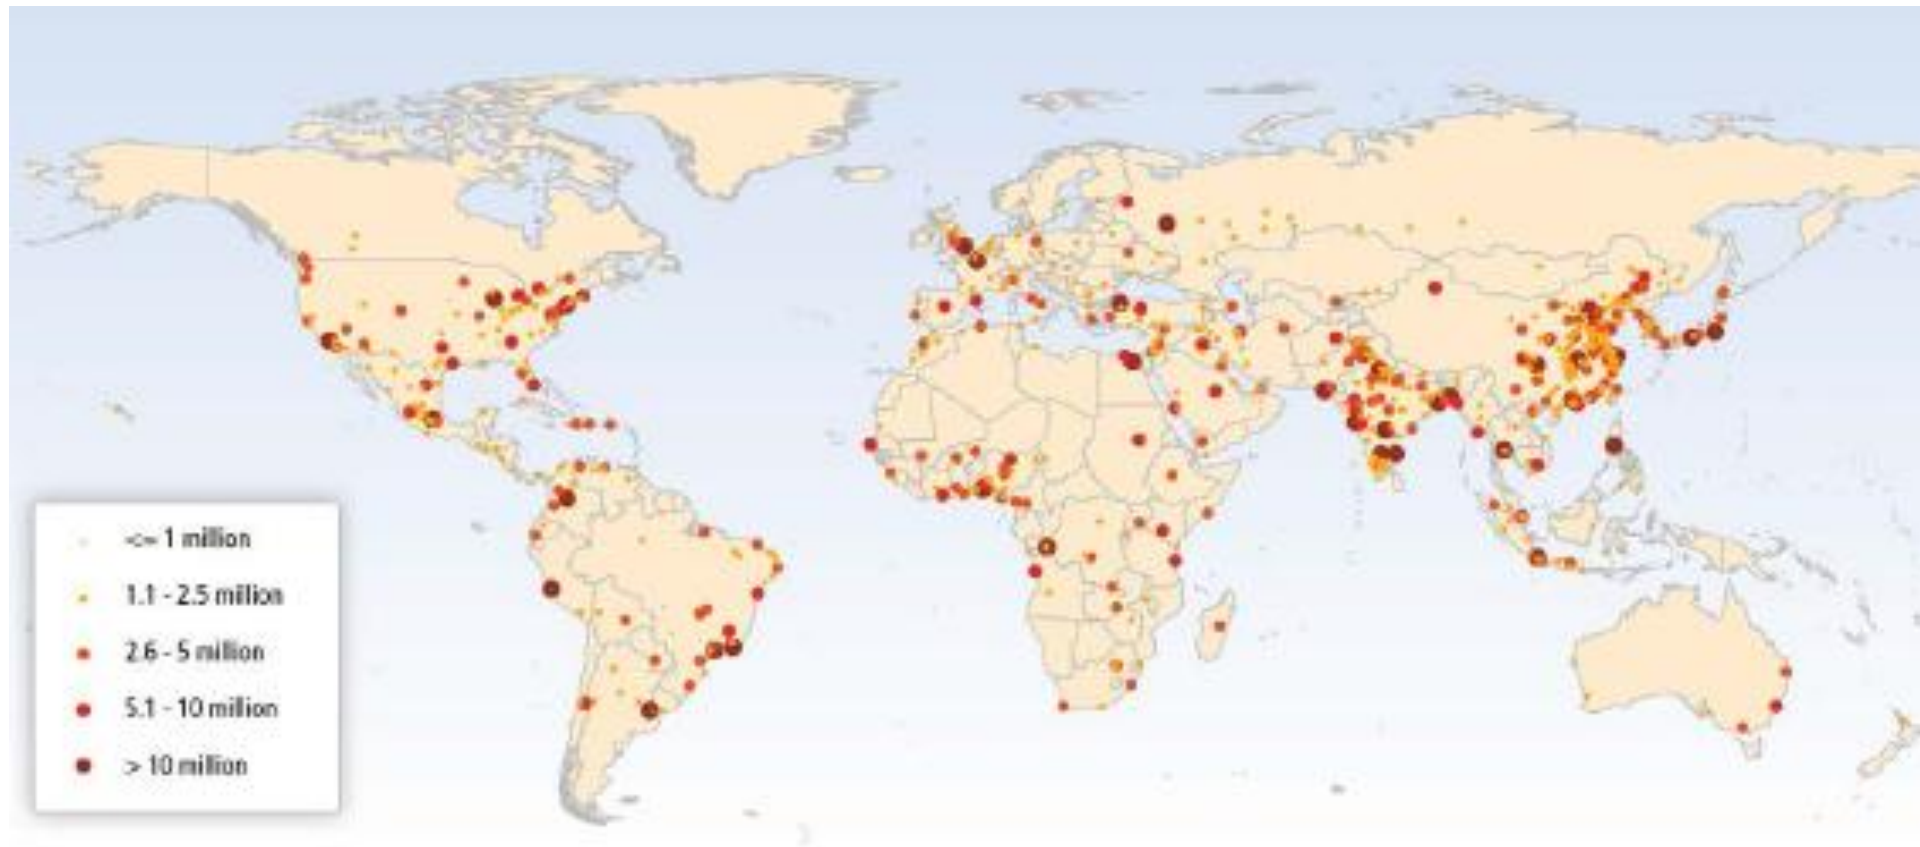 <= 1 million
1.1 - 2.5 million
2.6 - 5 million
5.1 - 10 million
> 10 million